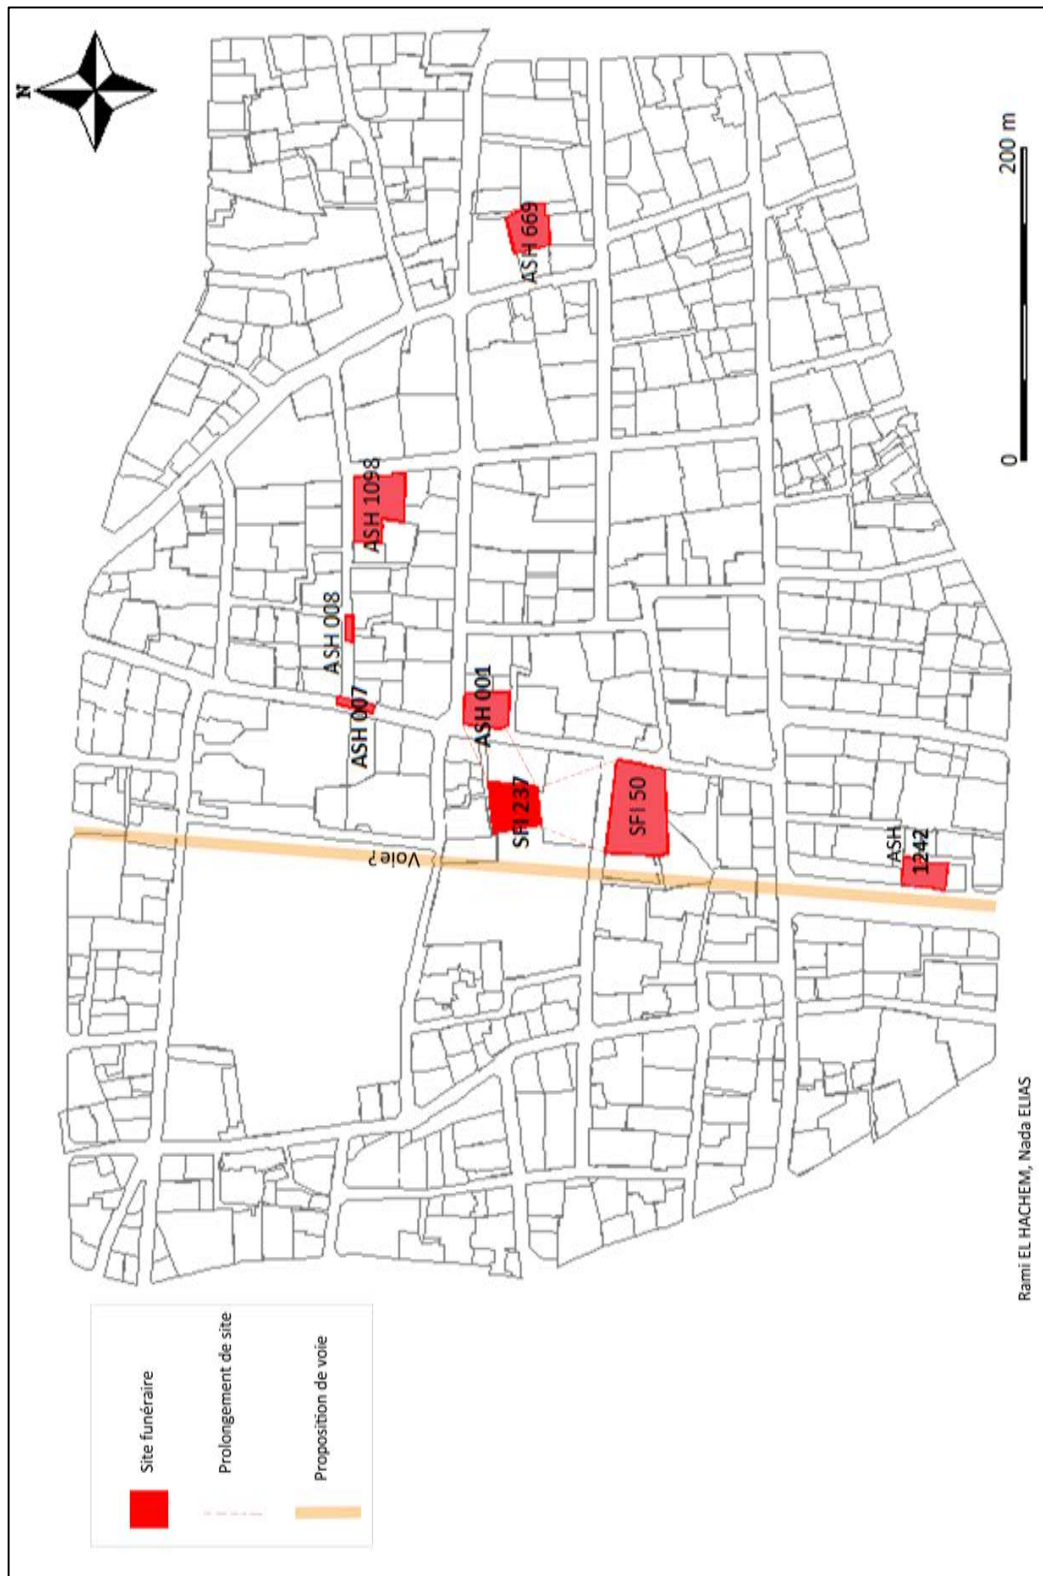 N
ASH 669
ASH 1098
ASH 008
ASH 007
ASH 001
SFI 237
SFI 50
ASH
1242
Voie?
0
200 m
Site funéraire
Prolongement de site
Proposition de voie
Rami EL HACHEM, Nada ELIAS